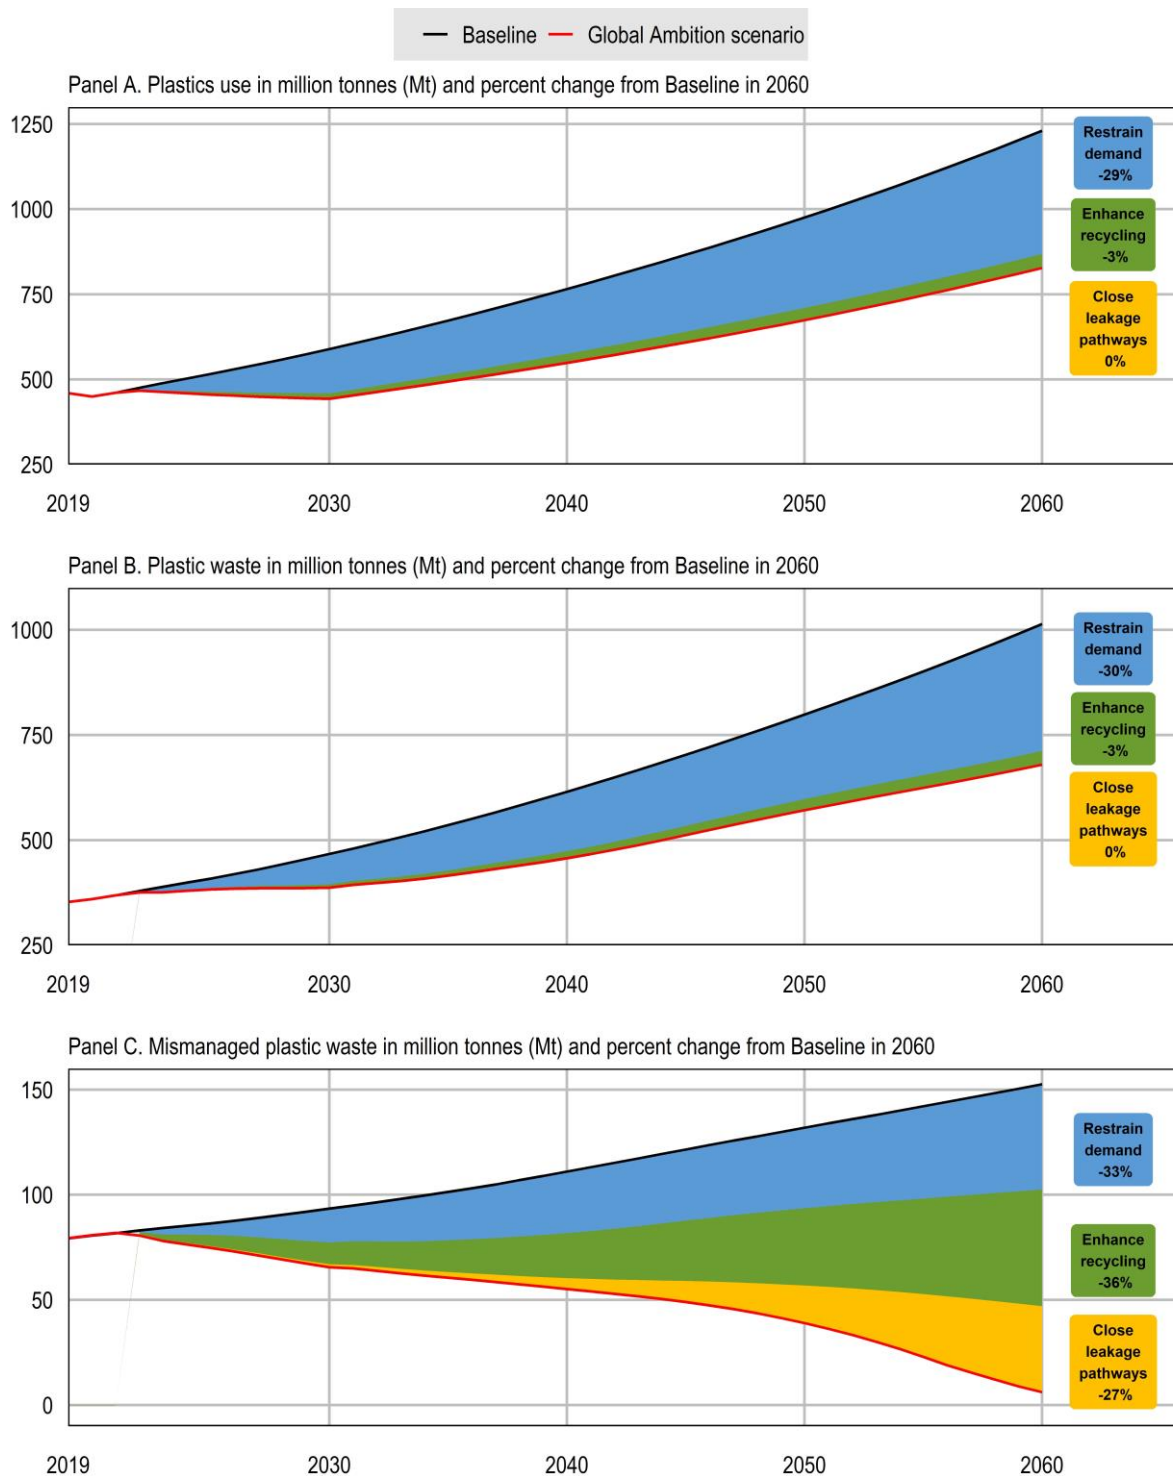 Baseline
Global Ambition scenario
Panel A. Plastics use in million tonnes (Mt) and percent change from Baseline in 2060
1250
1000
750
500
250
2019
2030
2040
2050
2060
Restrain
demand
-29%
Enhance
recycling
-3%
Close
leakage
pathways
0%
Panel B. Plastic waste in million tonnes (Mt) and percent change from Baseline in 2060
1000
750
500
250
2019
2030
2040
2050
2060
Restrain
demand
-30%
Enhance
recycling
-3%
Close
leakage
pathways
0%
Panel C. Mismanaged plastic waste in million tonnes (Mt) and percent change from Baseline in 2060
150
100
50
0
2019
2030
2040
2050
2060
Restrain
demand
-33%
Enhance
recycling
-36%
Close
leakage
pathways
-27%